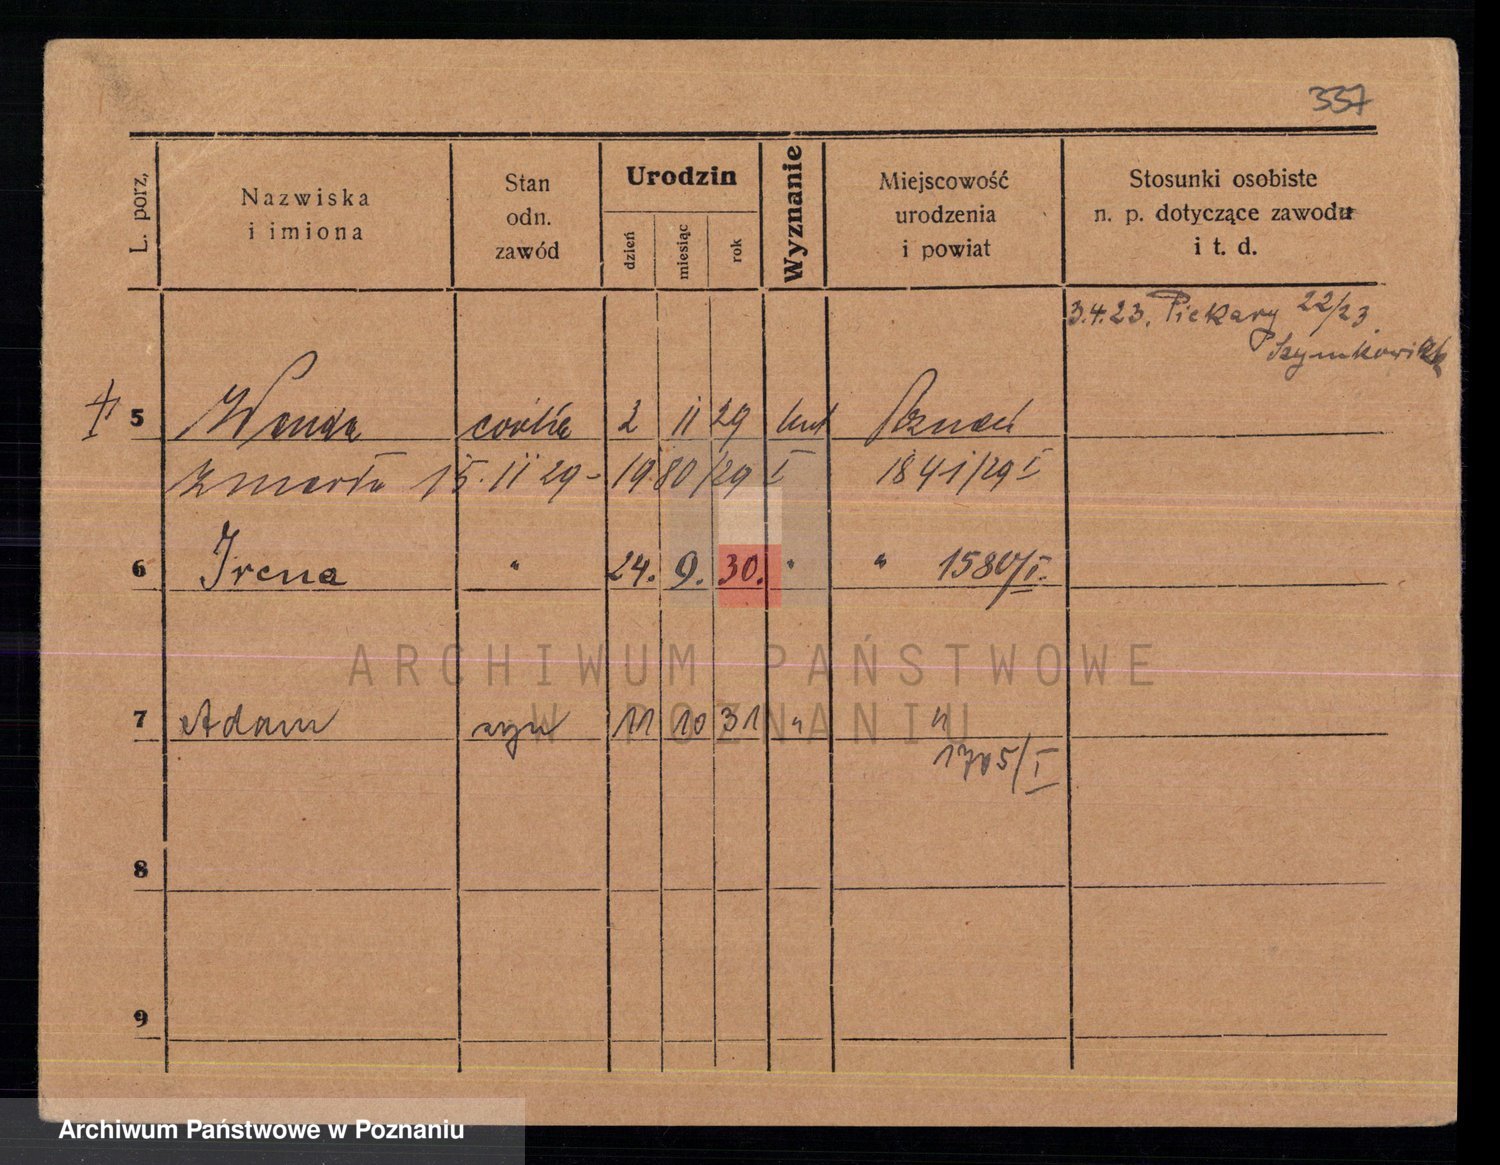 337
L. porz,
Nazwiska
i imiona
Stan
odn.
zawód
Urodzin
dzień
miesiąc
rok
Wyznanie
Miejscowość
urodzenia
i powiat
Stosunki osobiste
n. p. dotyczące zawodu
i t. d.
3.4.23. Piekary 22/23
Szymkowiak
5 Wanda córka 2 11 29 Poznań
zmarła 15. 11 29 - 1980/29 I 1841/29 I
6 Irena " 24. 9. 30. " " 1580/I.
ARCHIWUM PAŃSTWOWE
W POZNANIU
7 Adam syn 11 10 31 " "
1705/I
8
9
Archiwum Państwowe w Poznaniu